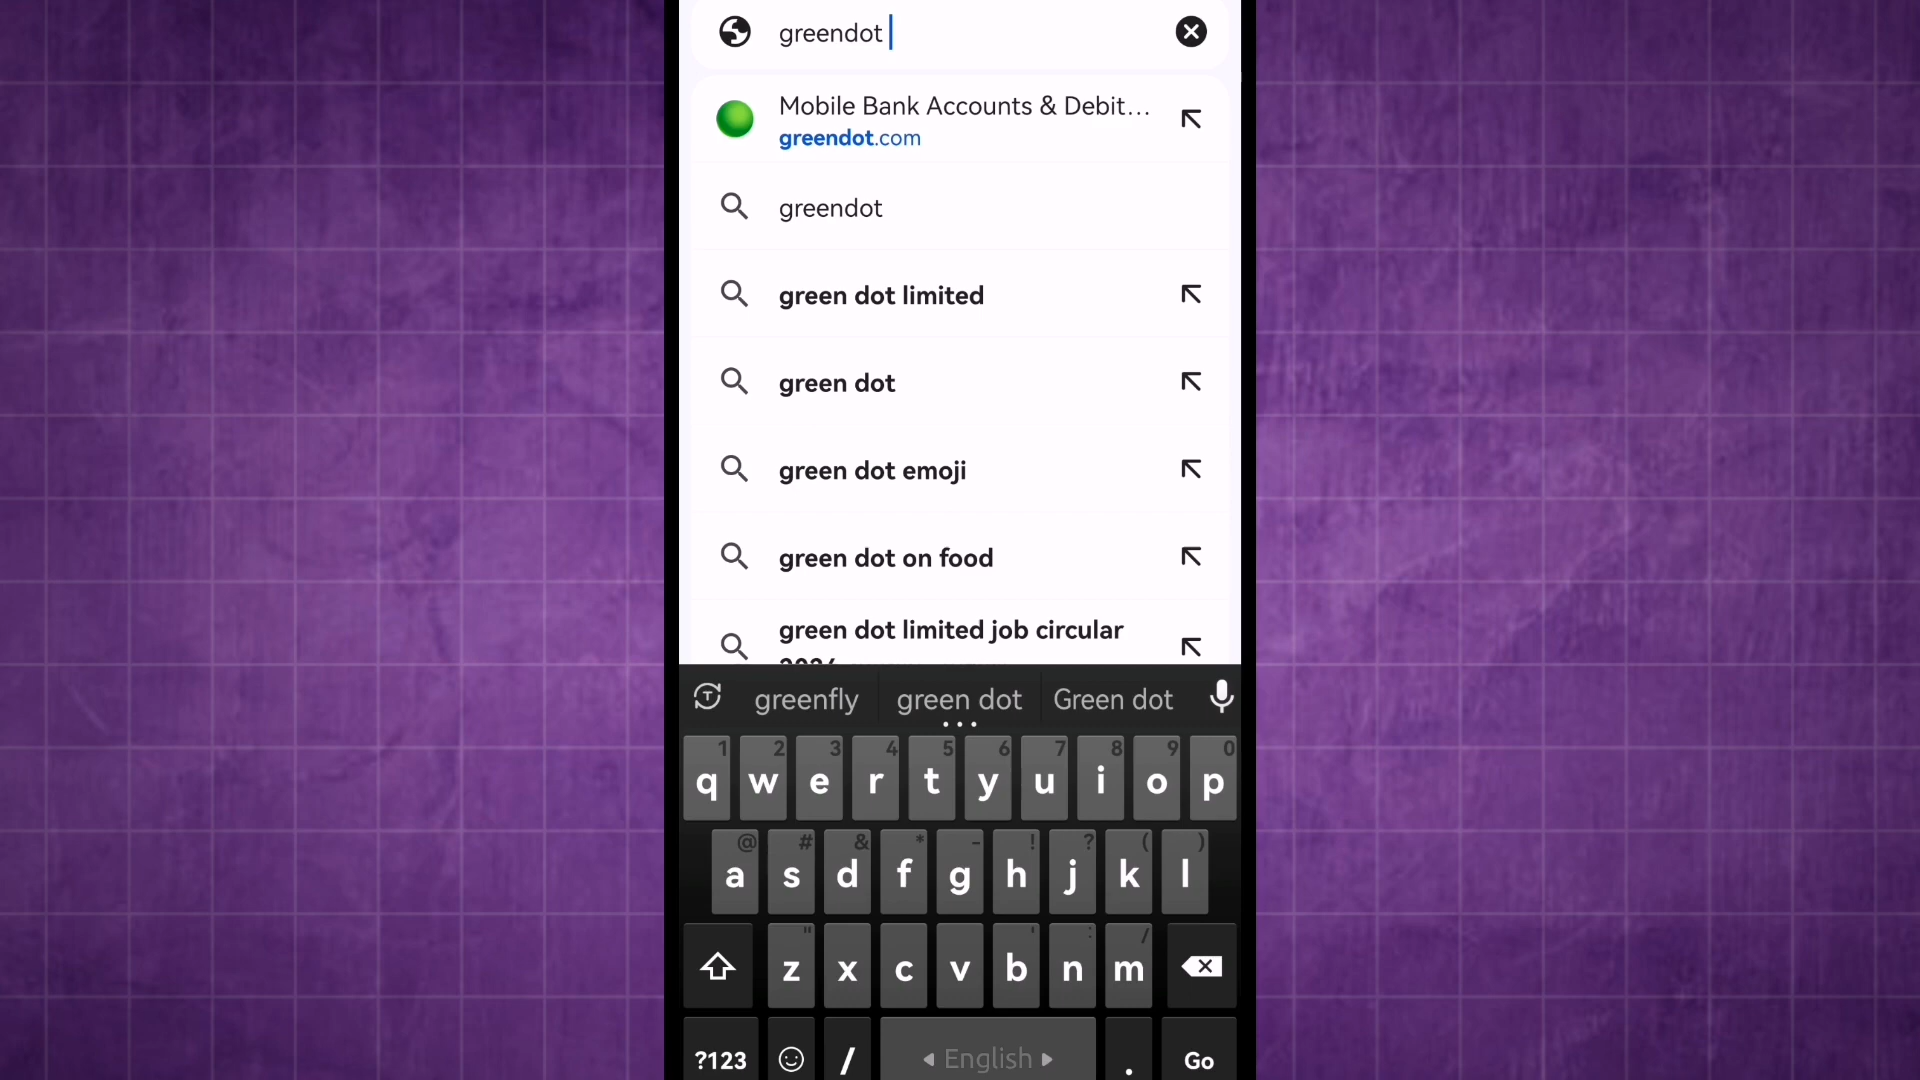 greendot
Mobile Bank Accounts & Debit...
greendot.com
greendot
green dot limited
green dot
green dot emoji
green dot on food
green dot limited job circular
greenfly green dot Green dot
1 2 3 4 5 6 7 8 9 0
q w e r t y u i o p
@ # & * - ! ? ( )
a s d f g h j k l
" ' : /
z x c v b n m
?123 / English . Go